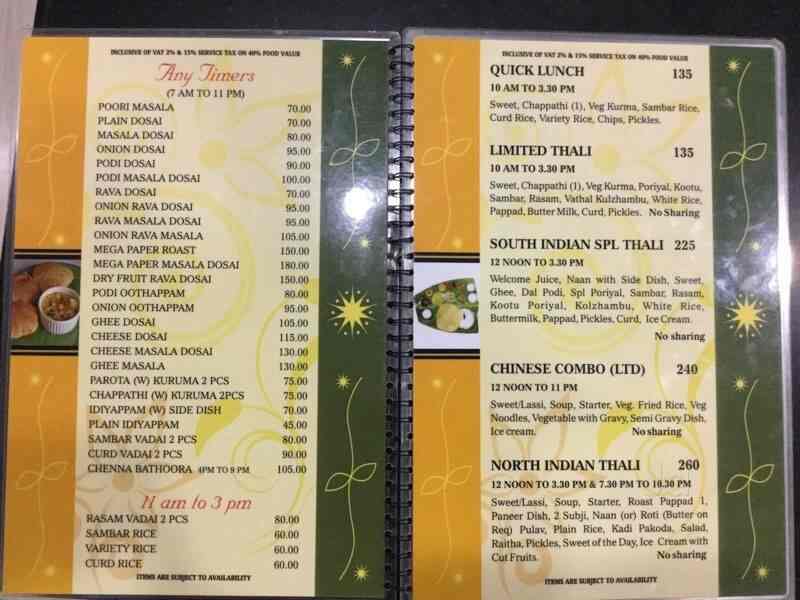 INCLUSIVE OF VAT 2% & 15% SERVICE TAX ON 40% FOOD VALUE
Any Timers
(7 AM TO 11 PM)
POORI MASALA 70.00
PLAIN DOSAI 70.00
MASALA DOSAI 80.00
ONION DOSAI 95.00
PODI DOSAI 90.00
PODI MASALA DOSAI 100.00
RAVA DOSAI 70.00
ONION RAVA DOSAI 95.00
RAVA MASALA DOSAI 95.00
ONION RAVA MASALA 105.00
MEGA PAPER ROAST 150.00
MEGA PAPER MASALA DOSAI 180.00
DRY FRUIT RAVA DOSAI 150.00
PODI OOTHAPPAM 80.00
ONION OOTHAPPAM 95.00
GHEE DOSAI 105.00
CHEESE DOSAI 115.00
CHEESE MASALA DOSAI 130.00
GHEE MASALA 130.00
PAROTA (W) KURUMA 2 PCS 75.00
CHAPPATHI (W) KURUMA 2PCS 75.00
IDIYAPPAM (W) SIDE DISH 70.00
PLAIN IDIYAPPAM 45.00
SAMBAR VADAI 2 PCS 80.00
CURD VADAI 2 PCS 90.00
CHENNA BATHOORA 4PM TO 9 PM 105.00
11 am to 3 pm
RASAM VADAI 2 PCS 80.00
SAMBAR RICE 60.00
VARIETY RICE 60.00
CURD RICE 60.00
ITEMS ARE SUBJECT TO AVAILABILITY
INCLUSIVE OF VAT 2% & 15% SERVICE TAX ON 40% FOOD VALUE
QUICK LUNCH 135
10 AM TO 3.30 PM
Sweet, Chappathi (1), Veg Kurma, Sambar Rice,
Curd Rice, Variety Rice, Chips, Pickles.
LIMITED THALI 135
10 AM TO 3.30 PM
Sweet, Chappathi (1), Veg Kurma, Poriyal, Kootu,
Sambar, Rasam, Vathal Kulzhambu, White Rice,
Pappad, Butter Milk, Curd, Pickles. No Sharing
SOUTH INDIAN SPL THALI 225
12 NOON TO 3.30 PM
Welcome Juice, Naan with Side Dish, Sweet,
Ghee, Dal Podi, Spl Poriyal, Sambar, Rasam,
Kootu Poriyal, Kolzhambu, White Rice,
Buttermilk, Pappad, Pickles, Curd, Ice Cream.
No sharing
CHINESE COMBO (LTD) 240
12 NOON TO 11 PM
Sweet/Lassi, Soup, Starter, Veg. Fried Rice, Veg
Noodles, Vegetable with Gravy, Semi Gravy Dish,
Ice cream. No sharing
NORTH INDIAN THALI 260
12 NOON TO 3.30 PM & 7.30 PM TO 10.30 PM
Sweet/Lassi, Soup, Starter, Roast Pappad 1,
Paneer Dish, 2 Subji, Naan (or) Roti (Butter on
Req) Pulav, Plain Rice, Kadi Pakoda, Salad,
Raitha, Pickles, Sweet of the Day, Ice Cream with
Cut Fruits. No sharing
ITEMS ARE SUBJECT TO AVAILABILITY